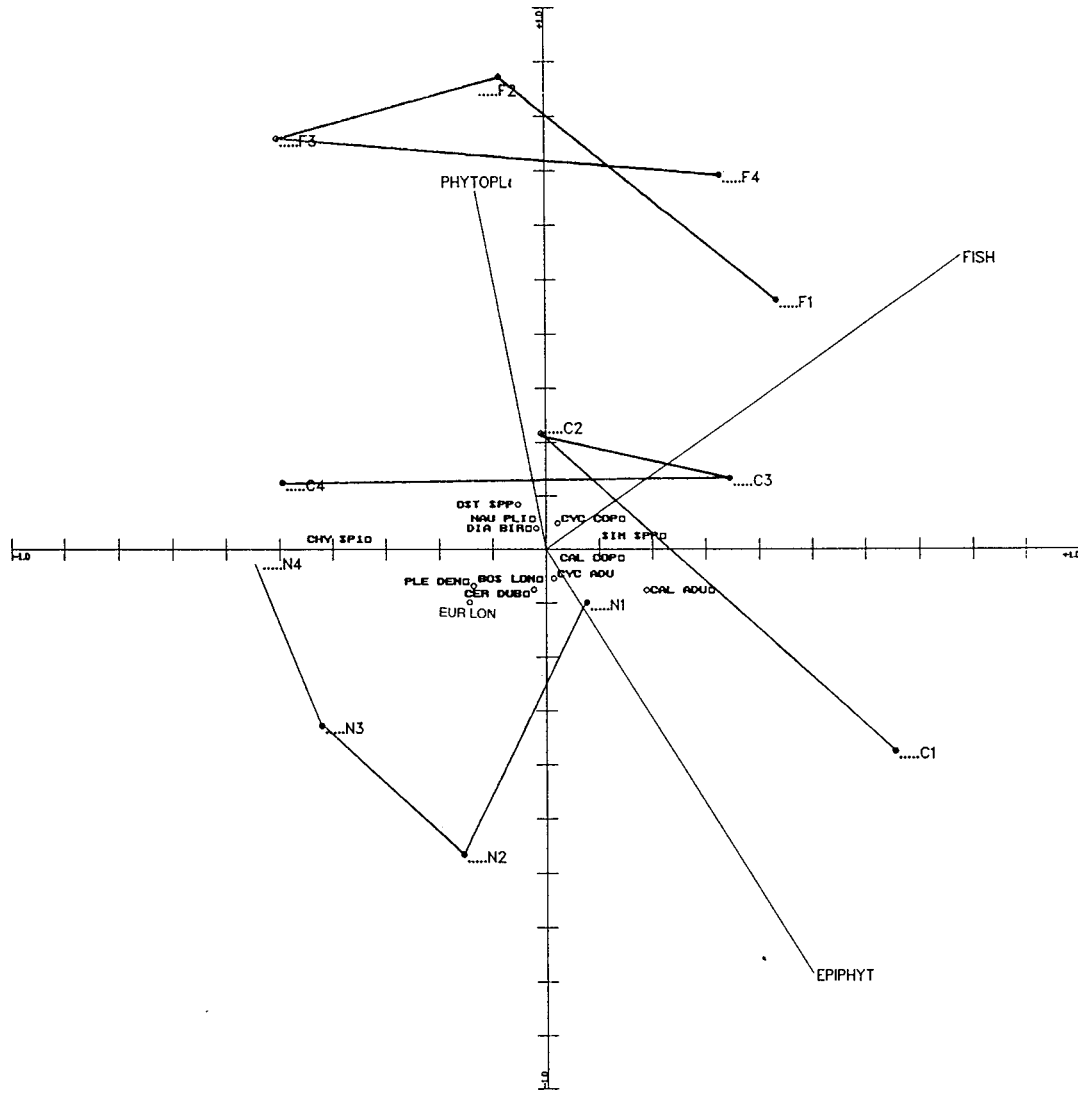 +1.0
.....F2
.....F3
.....F4
PHYTOPL
FISH
.....F1
.....C2
.....C3
.....C4
OST SPP
NAU PLI
CYC COP
DIA BIR
SIM SPP
CHY SPI
-1.0
+1.0
CAL COP
.....N4
CYC ADU
PLE DEN
BOS LON
CER DUB
CAL ADU
EUR LON
.....N1
.....N3
.....C1
.....N2
EPIPHYT
-1.0